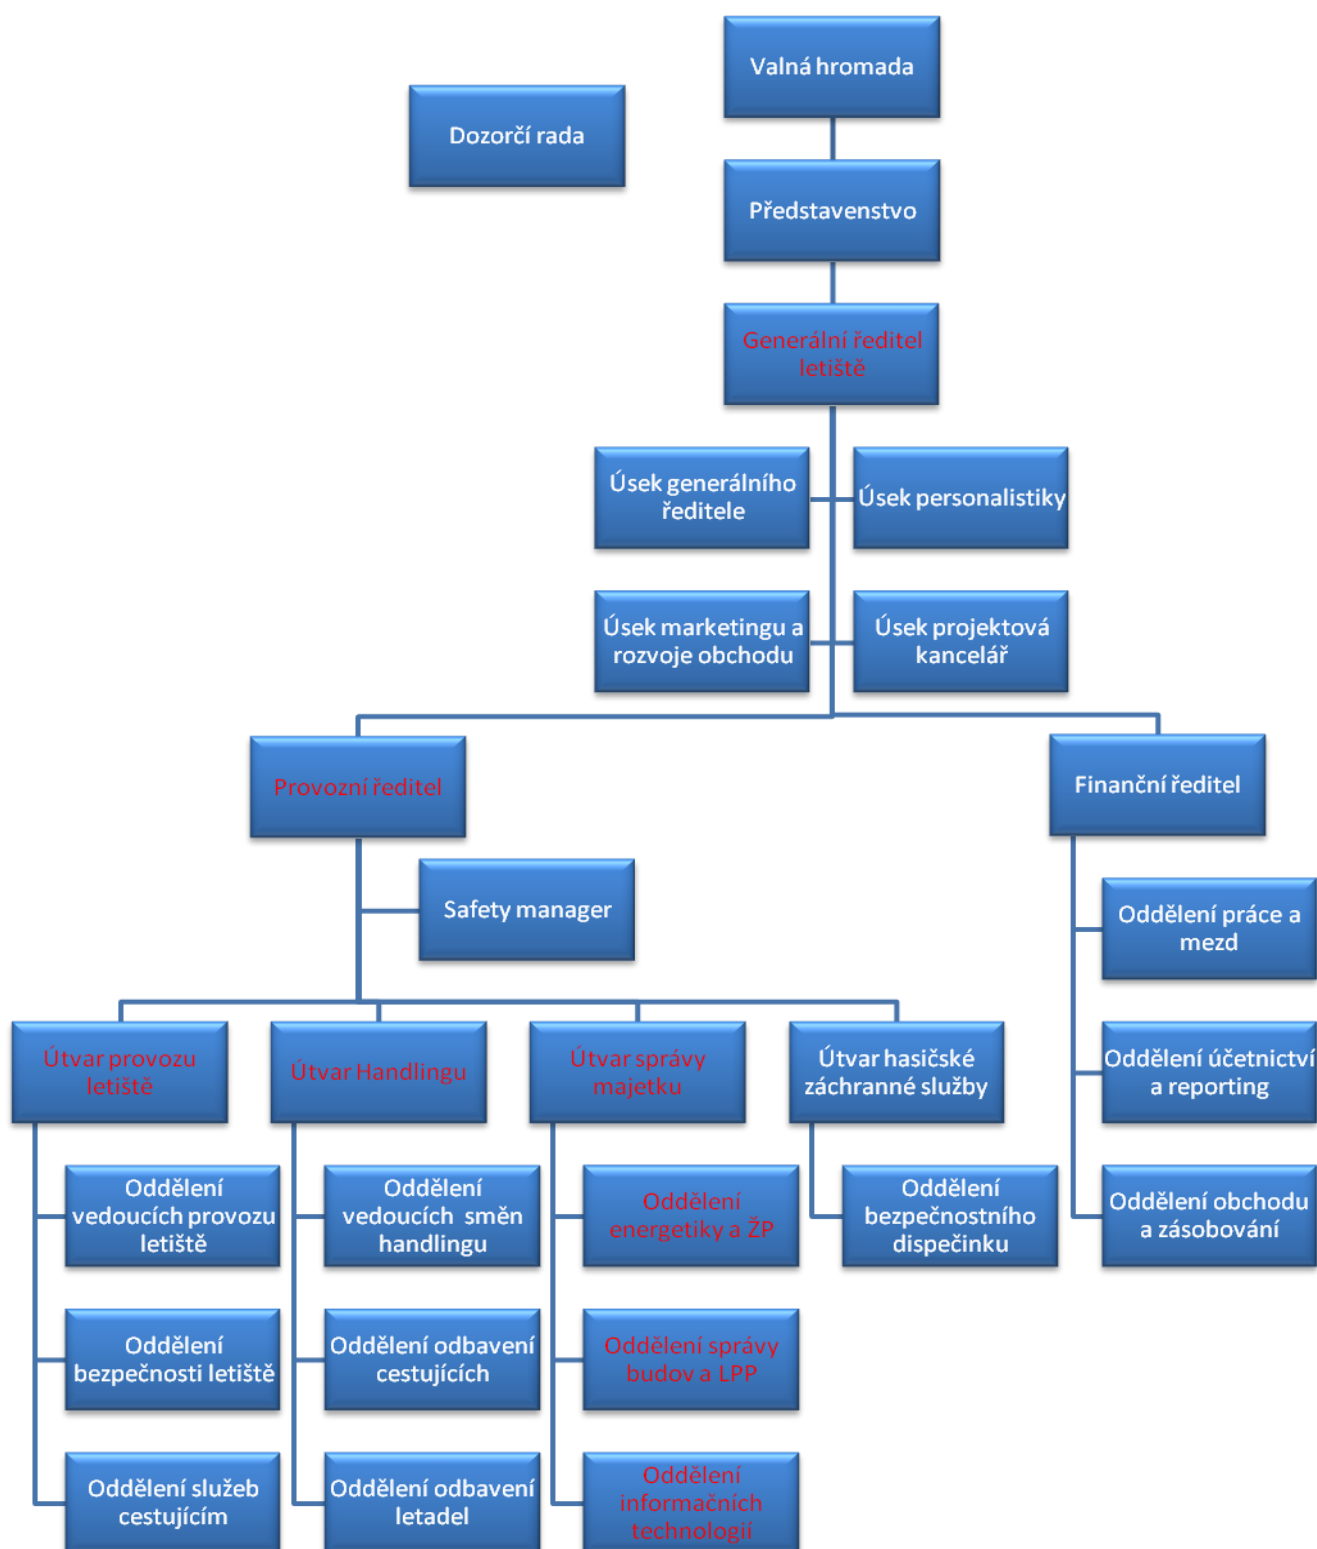 Valná hromada
Dozorčí rada
Představenstvo
Generální ředitel
letiště
Úsek generálního
ředitele
Úsek personalistiky
Úsek marketingu a
rozvoje obchodu
Úsek projektová
kancelář
Provozní ředitel
Finanční ředitel
Safety manager
Oddělení práce a
mezd
Útvar provozu
letiště
Útvar Handlingu
Útvar správy
majetku
Útvar hasičské
záchranné služby
Oddělení účetnictví
a reporting
Oddělení
vedoucích provozu
letiště
Oddělení
vedoucích směn
handlingu
Oddělení
energetiky a ŽP
Oddělení
bezpečnostního
dispečinku
Oddělení obchodu
a zásobování
Oddělení
bezpečnosti letiště
Oddělení odbavení
cestujících
Oddělení správy
budov a LPP
Oddělení služeb
cestujícím
Oddělení odbavení
letadel
Oddělení
informačních
technologií